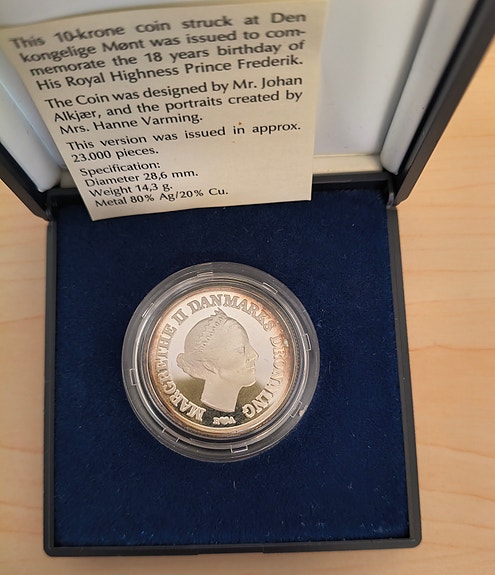 This 10-krone coin struck at Den
kongelige Mønt was issued to com-
memorate the 18 years birthday of
His Royal Highness Prince Frederik.
The Coin was designed by Mr. Johan
Alkjær, and the portraits created by
Mrs. Hanne Varming.
This version was issued in approx.
23.000 pieces.
Specification:
Diameter 28,6 mm.
Weight 14,3 g.
Metal 80% Ag/20% Cu.
MARGRETHE II DANMARKS DRONNING